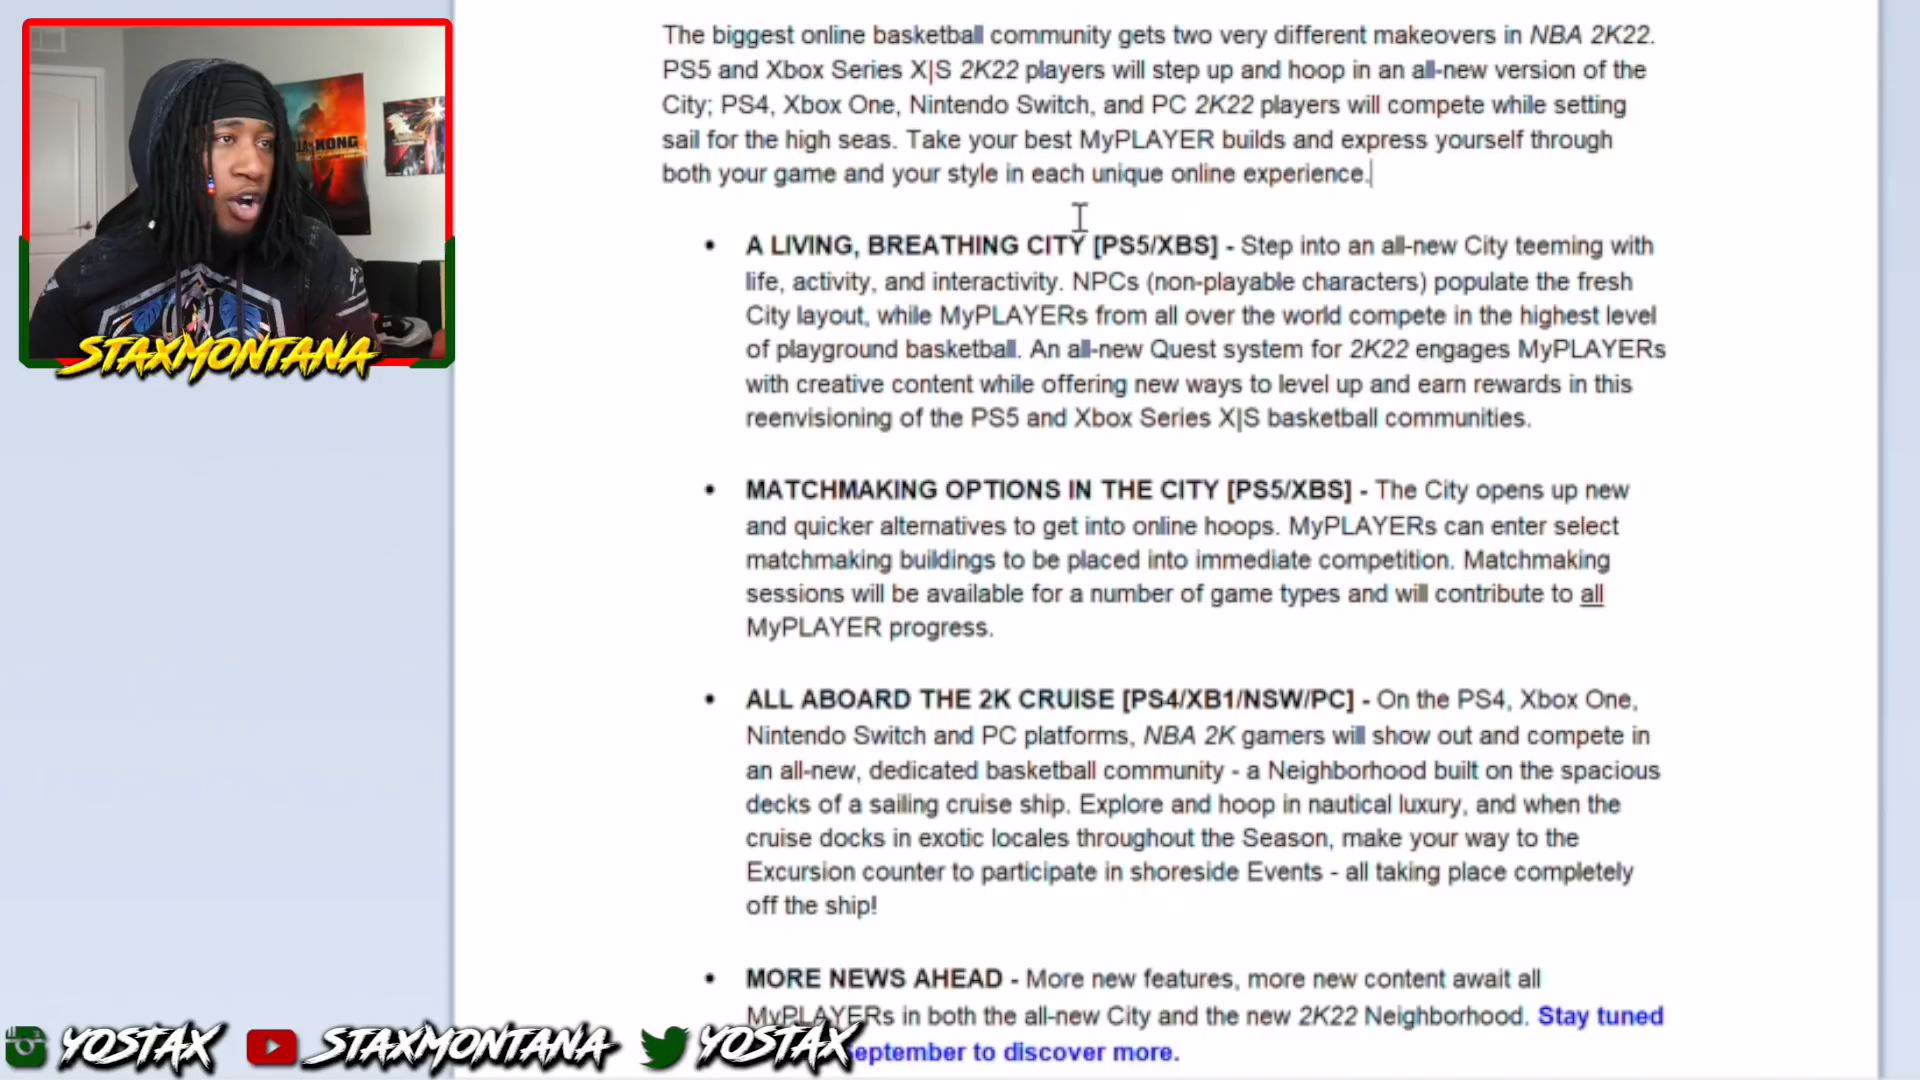 The biggest online basketball community gets two very different makeovers in NBA 2K22.
PS5 and Xbox Series X|S 2K22 players will step up and hoop in an all-new version of the
City; PS4, Xbox One, Nintendo Switch, and PC 2K22 players will compete while setting
sail for the high seas. Take your best MyPLAYER builds and express yourself through
both your game and your style in each unique online experience.
KONG
STAXMONTANA
• A LIVING, BREATHING CITY [PS5/XBS] - Step into an all-new City teeming with
life, activity, and interactivity. NPCs (non-playable characters) populate the fresh
City layout, while MyPLAYERs from all over the world compete in the highest level
of playground basketball. An all-new Quest system for 2K22 engages MyPLAYERs
with creative content while offering new ways to level up and earn rewards in this
reenvisioning of the PS5 and Xbox Series X|S basketball communities.
• MATCHMAKING OPTIONS IN THE CITY [PS5/XBS] - The City opens up new
and quicker alternatives to get into online hoops. MyPLAYERs can enter select
matchmaking buildings to be placed into immediate competition. Matchmaking
sessions will be available for a number of game types and will contribute to all
MyPLAYER progress.
• ALL ABOARD THE 2K CRUISE [PS4/XB1/NSW/PC] - On the PS4, Xbox One,
Nintendo Switch and PC platforms, NBA 2K gamers will show out and compete in
an all-new, dedicated basketball community - a Neighborhood built on the spacious
decks of a sailing cruise ship. Explore and hoop in nautical luxury, and when the
cruise docks in exotic locales throughout the Season, make your way to the
Excursion counter to participate in shoreside Events - all taking place completely
off the ship!
• MORE NEWS AHEAD - More new features, more new content await all
MyPLAYERs in both the all-new City and the new 2K22 Neighborhood. Stay tuned
eptember to discover more.
YOSTAX STAXMONTANA YOSTAX